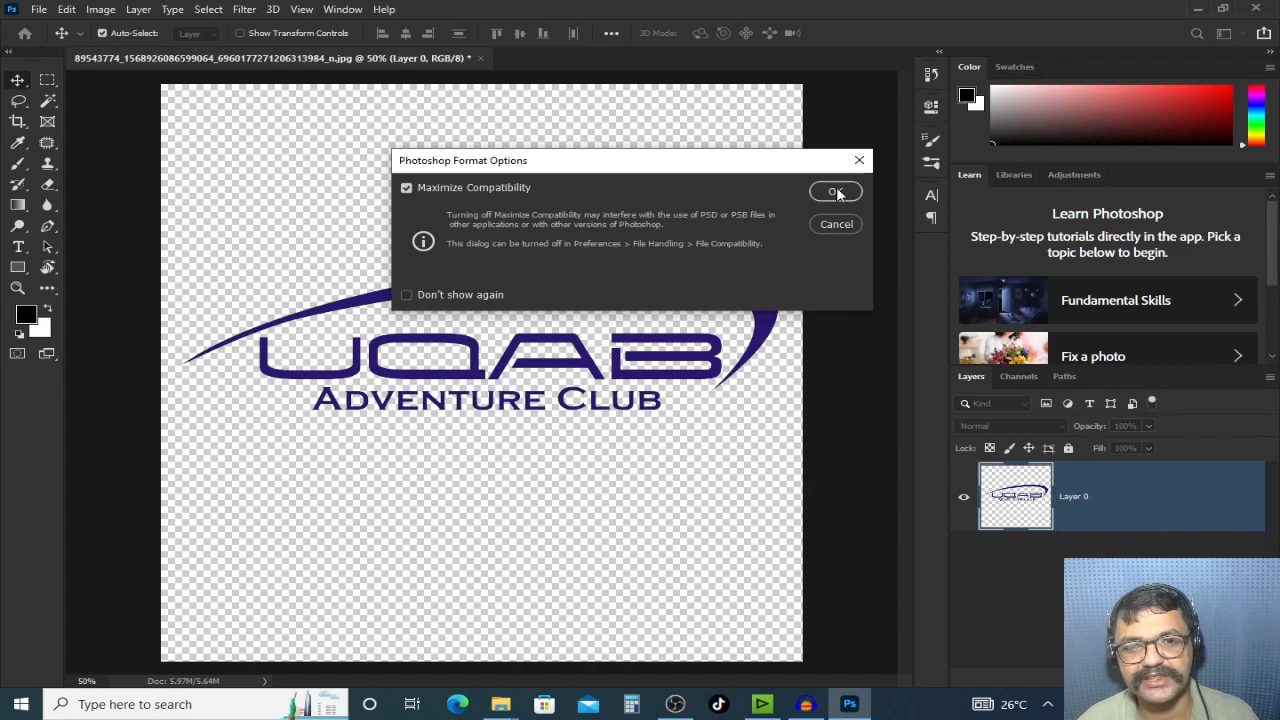 File Edit Image Layer Type Select Filter 3D View Window Help
Auto-Select: Layer Show Transform Controls 3D Mode:
89543774_1568926086599064_6960177271206313984_n.jpg @ 50% (Layer 0, RGB/8) *
Color Swatches
Photoshop Format Options
Maximize Compatibility
OK
Turning off Maximize Compatibility may interfere with the use of PSD or PSB files in
other applications or with other versions of Photoshop.
Cancel
This dialog can be turned off in Preferences > File Handling > File Compatibility.
Don't show again
UQAB
Adventure Club
Learn Libraries Adjustments
Learn Photoshop
Step-by-step tutorials directly in the app. Pick a
topic below to begin.
Fundamental Skills
Fix a photo
Layers Channels Paths
Kind
Normal Opacity: 100%
Lock: Fill: 100%
Layer 0
50% Doc: 5.97M/5.64M
Type here to search
26°C